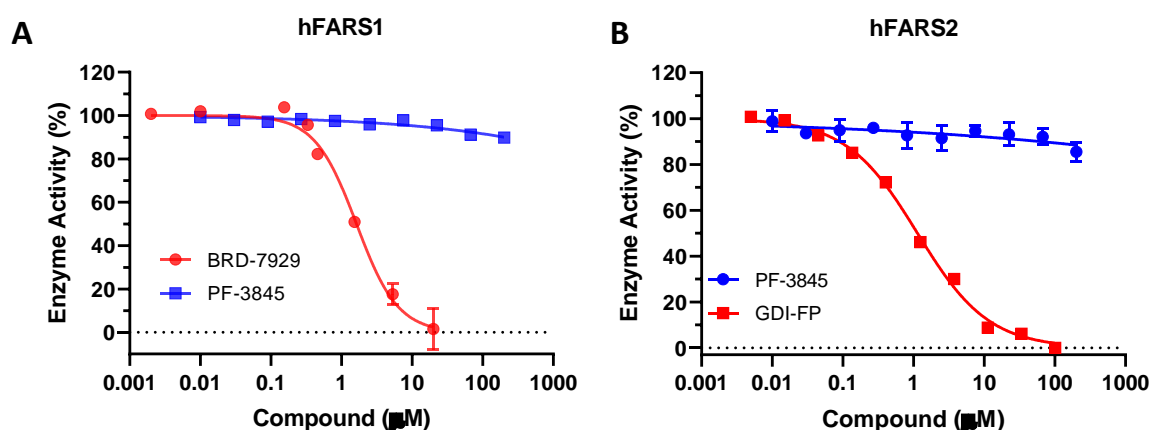 A
hFARS1
Enzyme Activity (%)
120
100
80
60
40
20
0
BRD-7929
PF-3845
0.001 0.01 0.1 1 10 100 1000
Compound (μM)
B
hFARS2
Enzyme Activity (%)
120
100
80
60
40
20
0
PF-3845
GDI-FP
0.001 0.01 0.1 1 10 100 1000
Compound (μM)